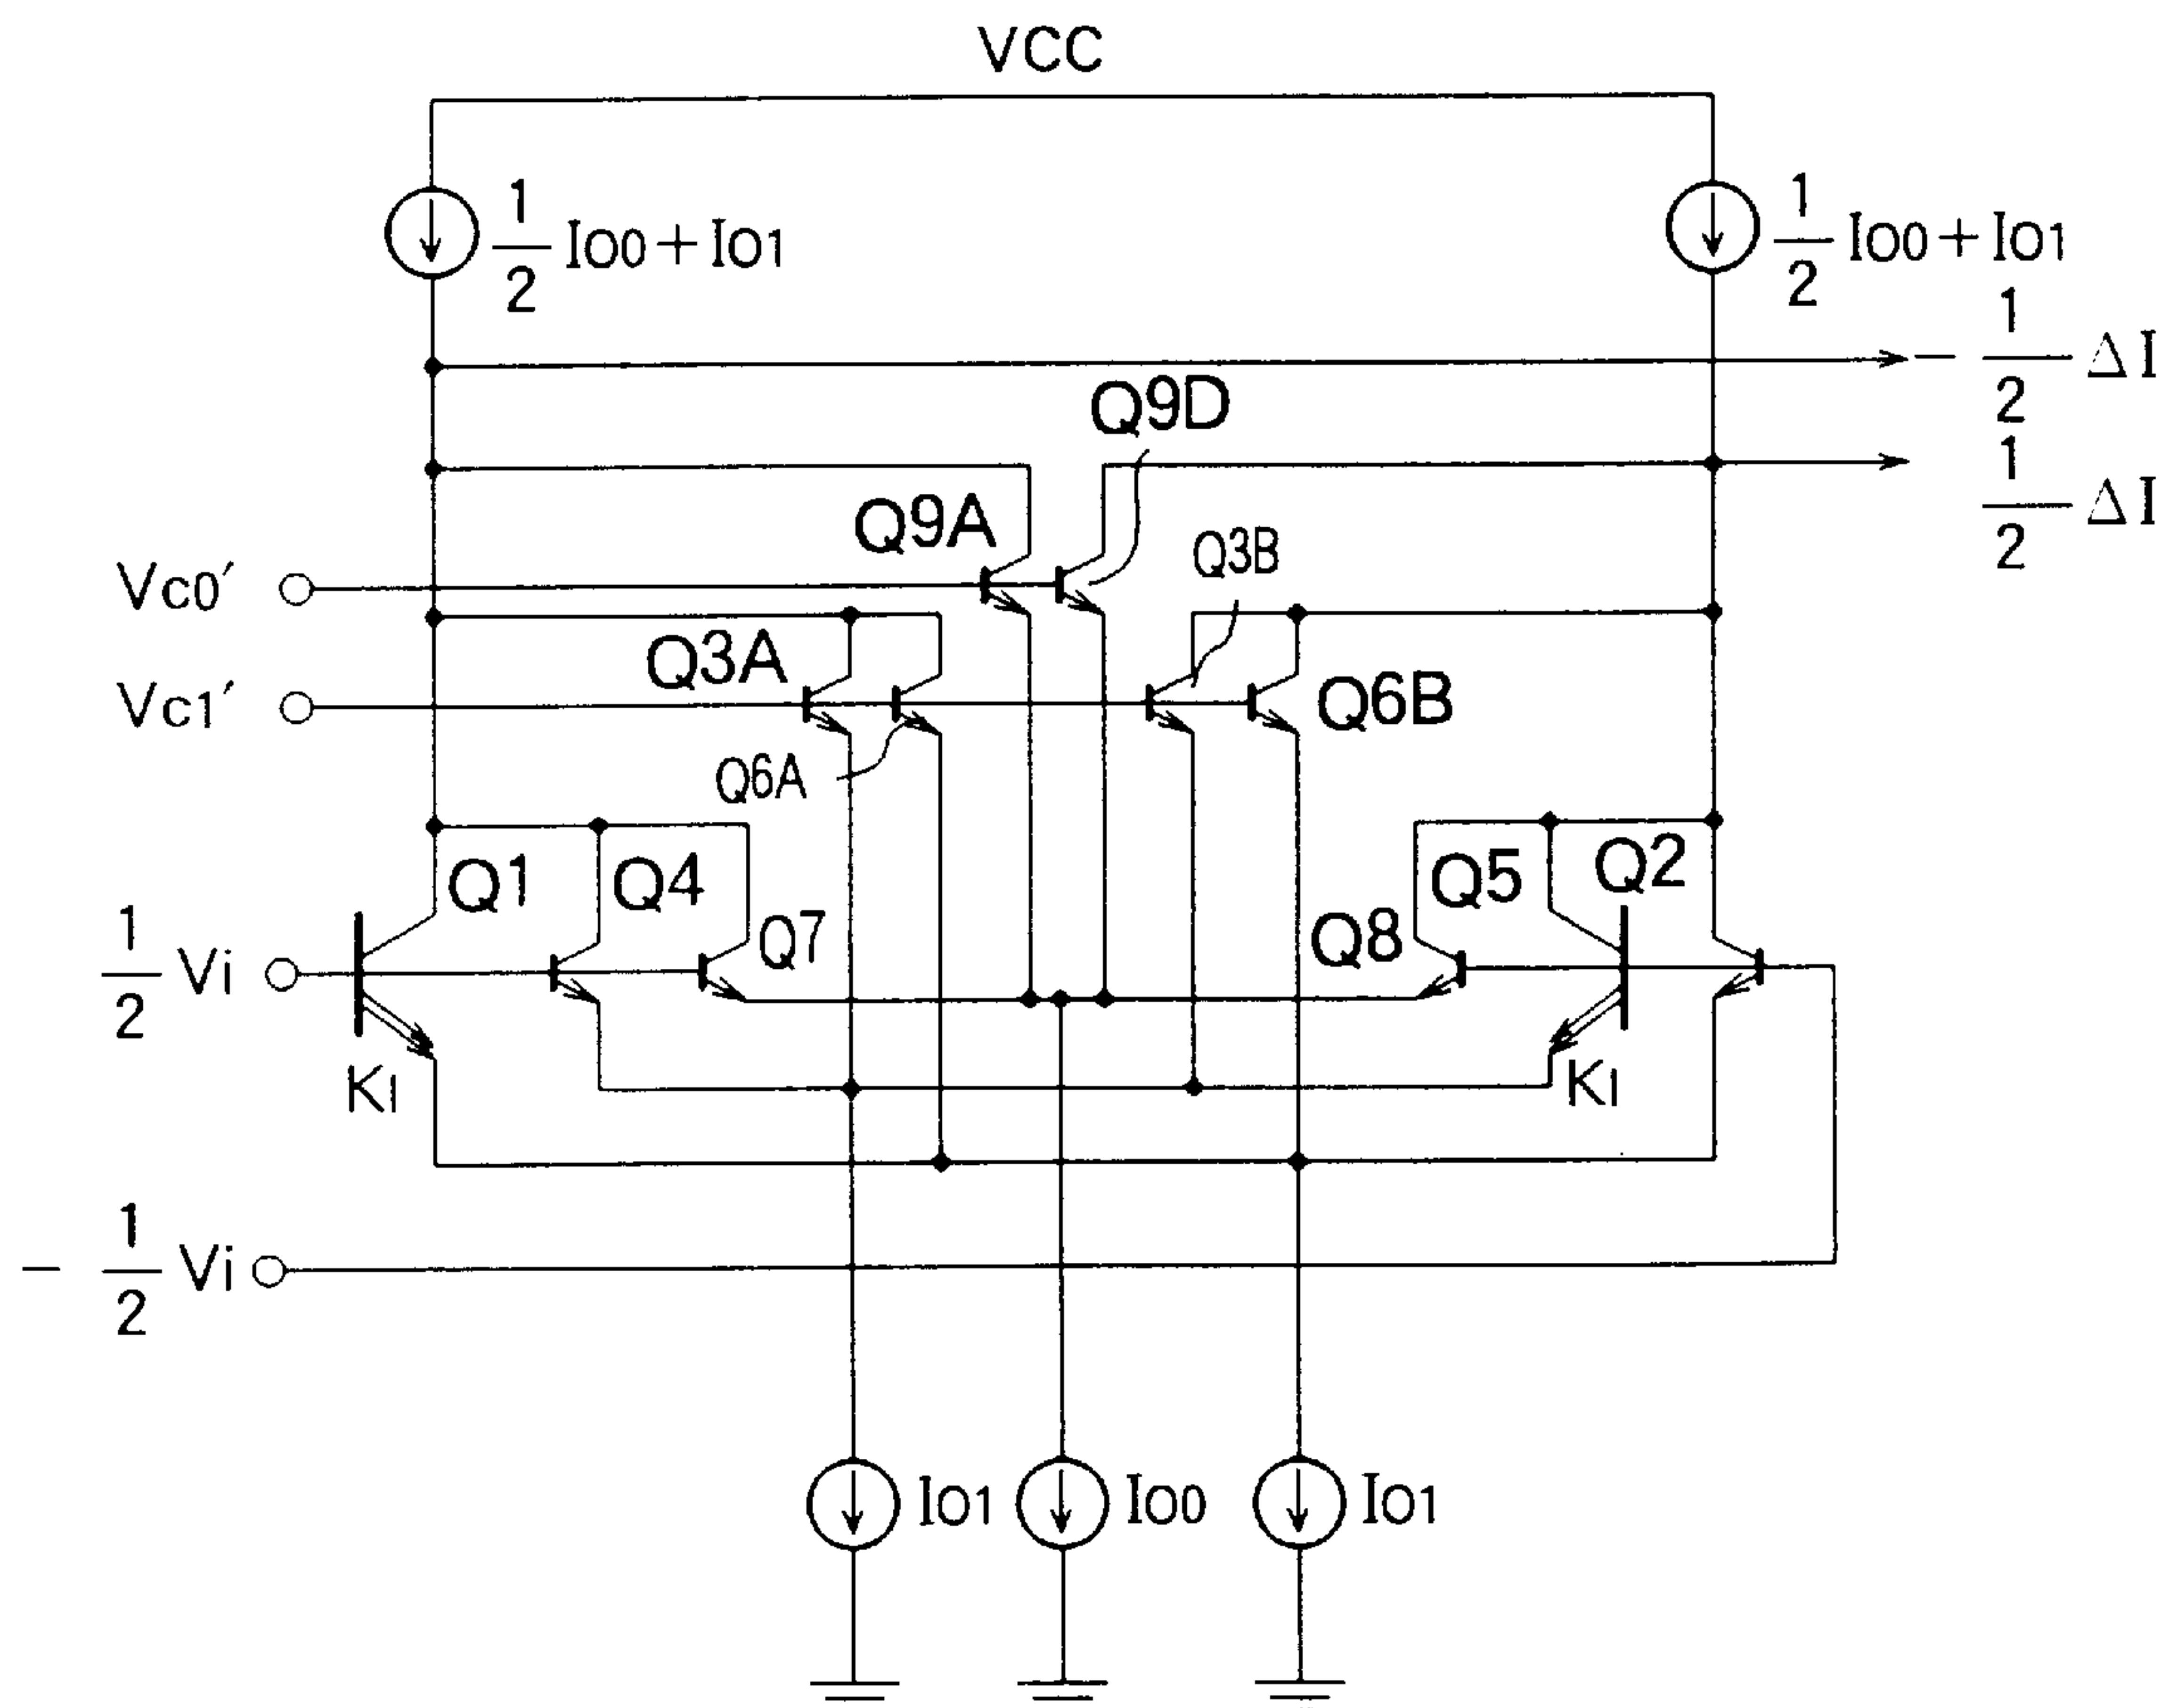 VCC
1/2 IO0 + IO1
1/2 IO0 + IO1
− 1/2 ΔI
Q9D
1/2 ΔI
Q9A
Q3B
Vc0′
Q3A
Vc1′
Q6B
Q6A
Q1
Q4
Q5
Q2
Q7
Q8
1/2 Vi
K1
K1
− 1/2 Vi
IO1
IO0
IO1